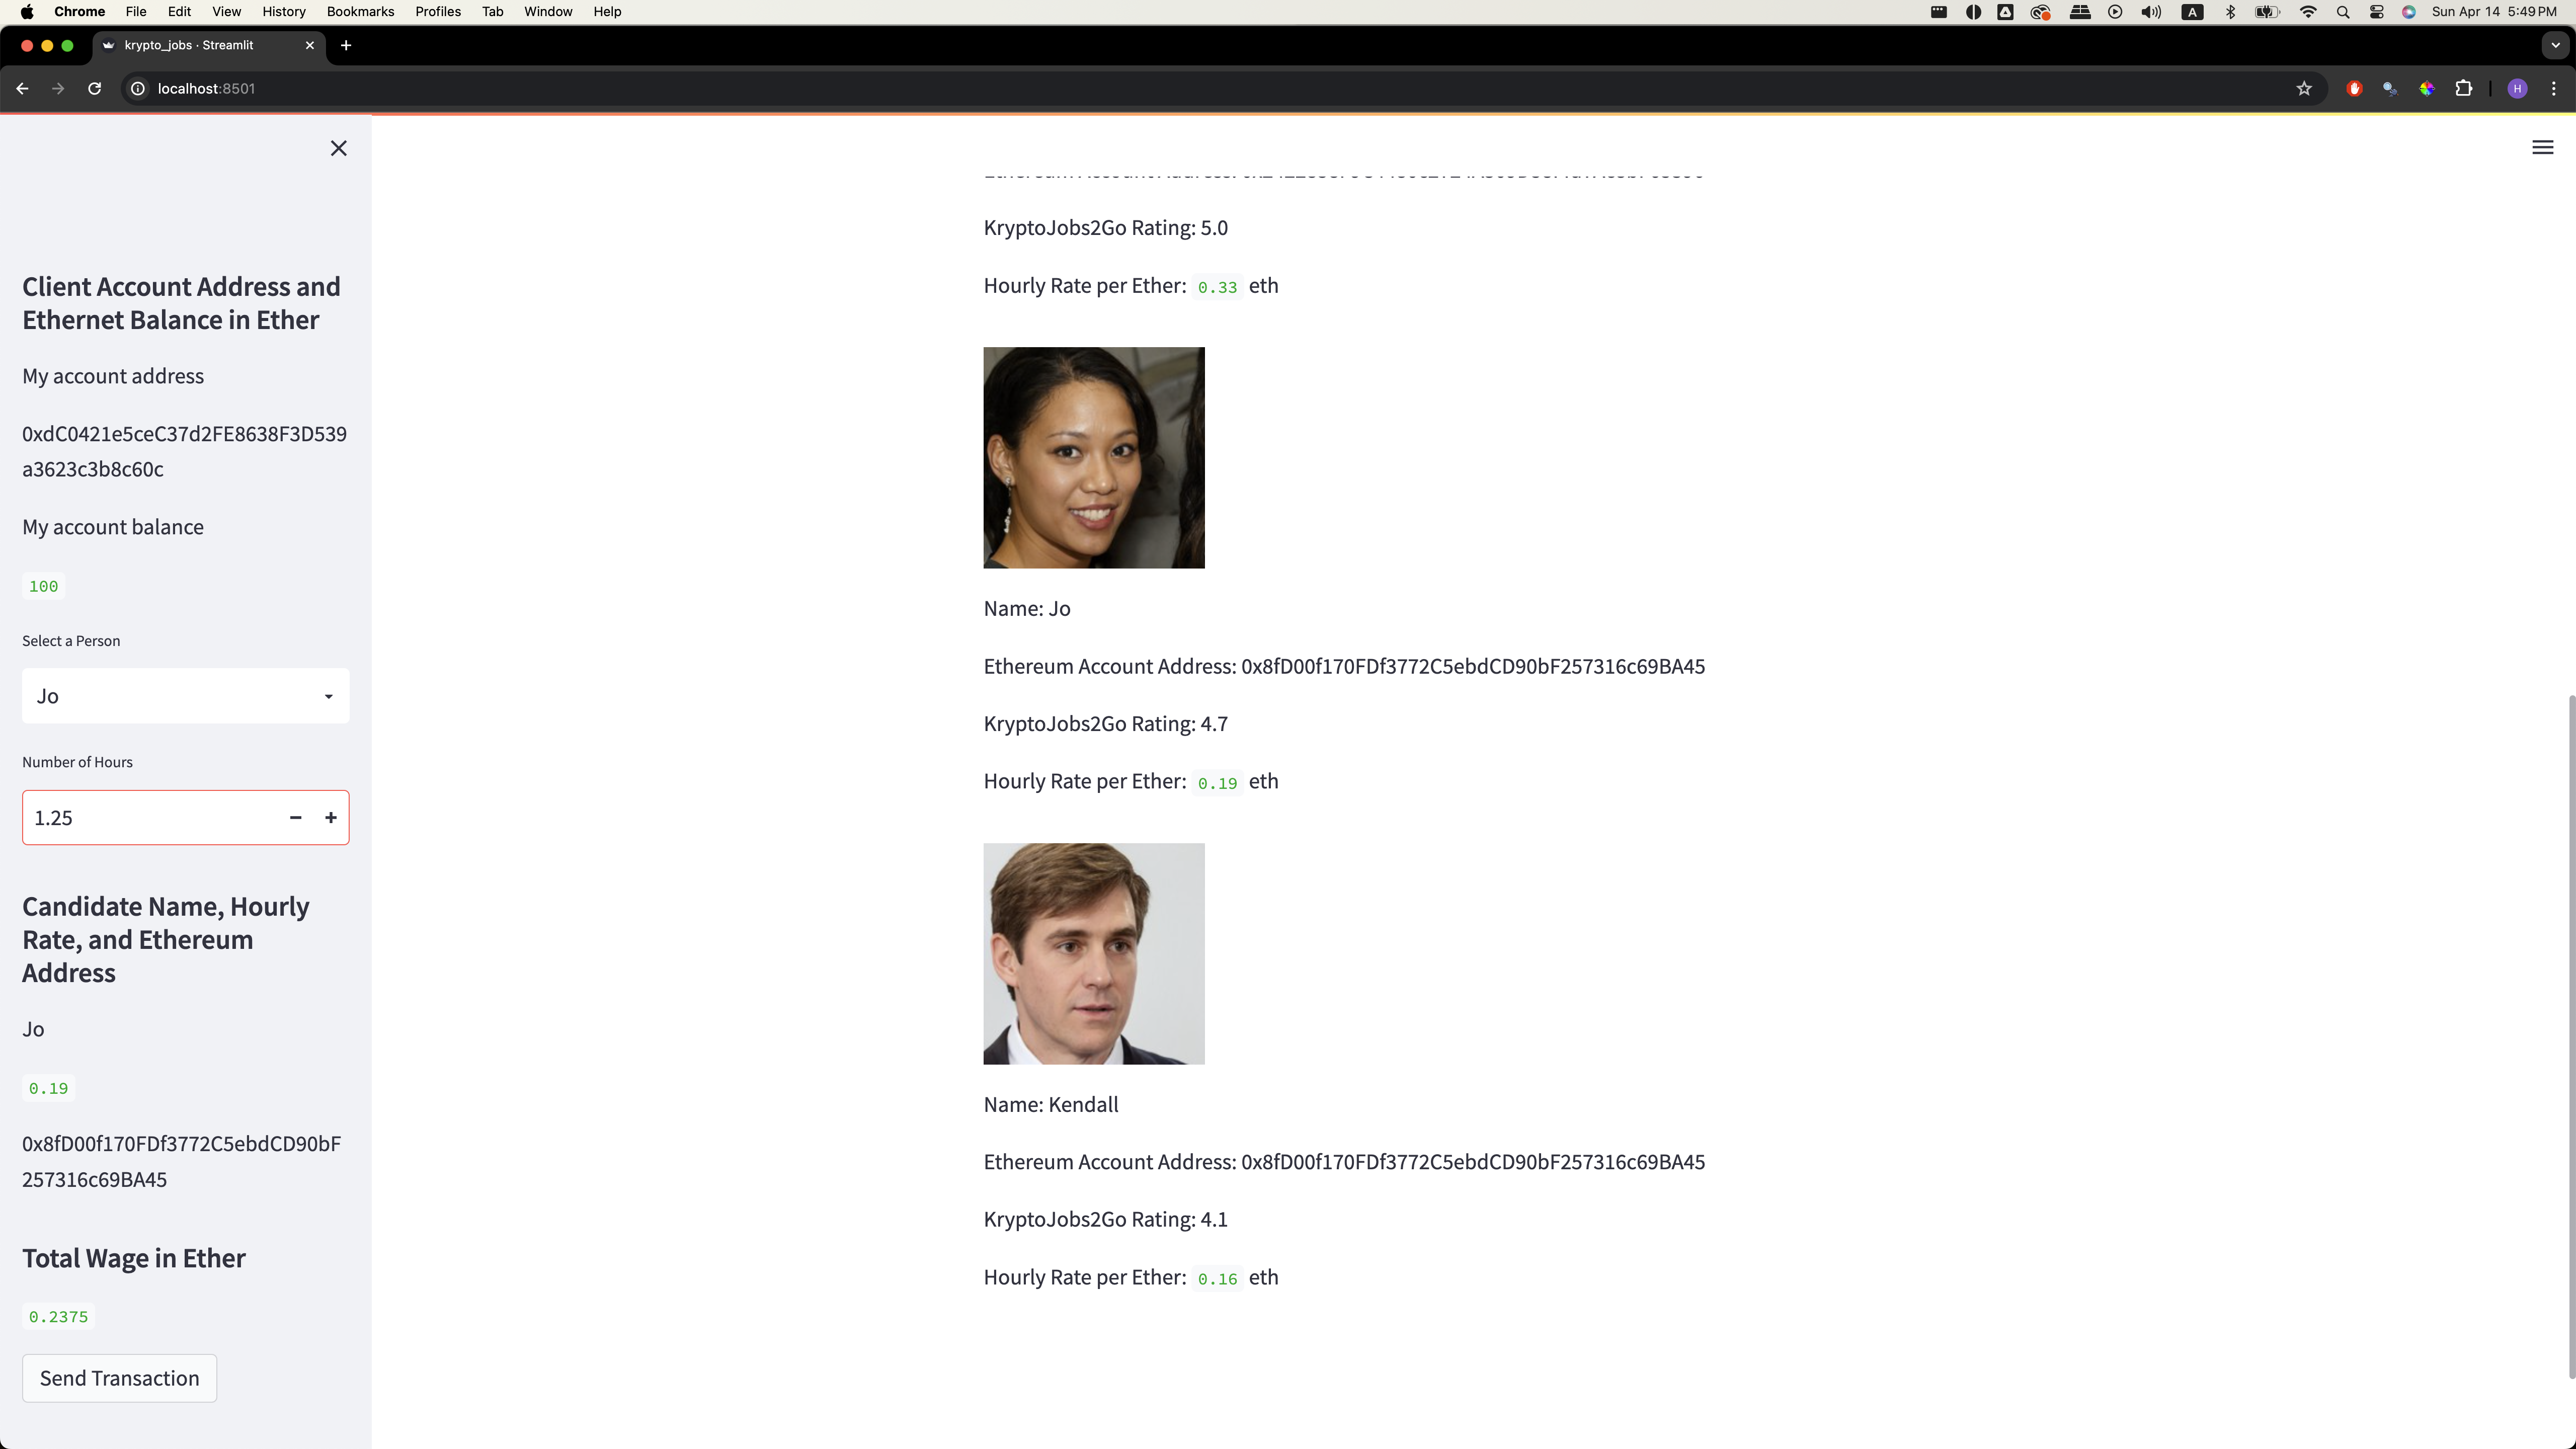 Chrome File Edit View History Bookmarks Profiles Tab Window Help
A
Sun Apr 14 5:49 PM
krypto_jobs · Streamlit
localhost:8501
H
Client Account Address and
Ethernet Balance in Ether
My account address
0xdC0421e5ceC37d2FE8638F3D539
a3623c3b8c60c
My account balance
100
Select a Person
Jo
Number of Hours
1.25
Candidate Name, Hourly
Rate, and Ethereum
Address
Jo
0.19
0x8fD00f170FDf3772C5ebdCD90bF
257316c69BA45
Total Wage in Ether
0.2375
Send Transaction
KryptoJobs2Go Rating: 5.0
Hourly Rate per Ether: 0.33 eth
Name: Jo
Ethereum Account Address: 0x8fD00f170FDf3772C5ebdCD90bF257316c69BA45
KryptoJobs2Go Rating: 4.7
Hourly Rate per Ether: 0.19 eth
Name: Kendall
Ethereum Account Address: 0x8fD00f170FDf3772C5ebdCD90bF257316c69BA45
KryptoJobs2Go Rating: 4.1
Hourly Rate per Ether: 0.16 eth